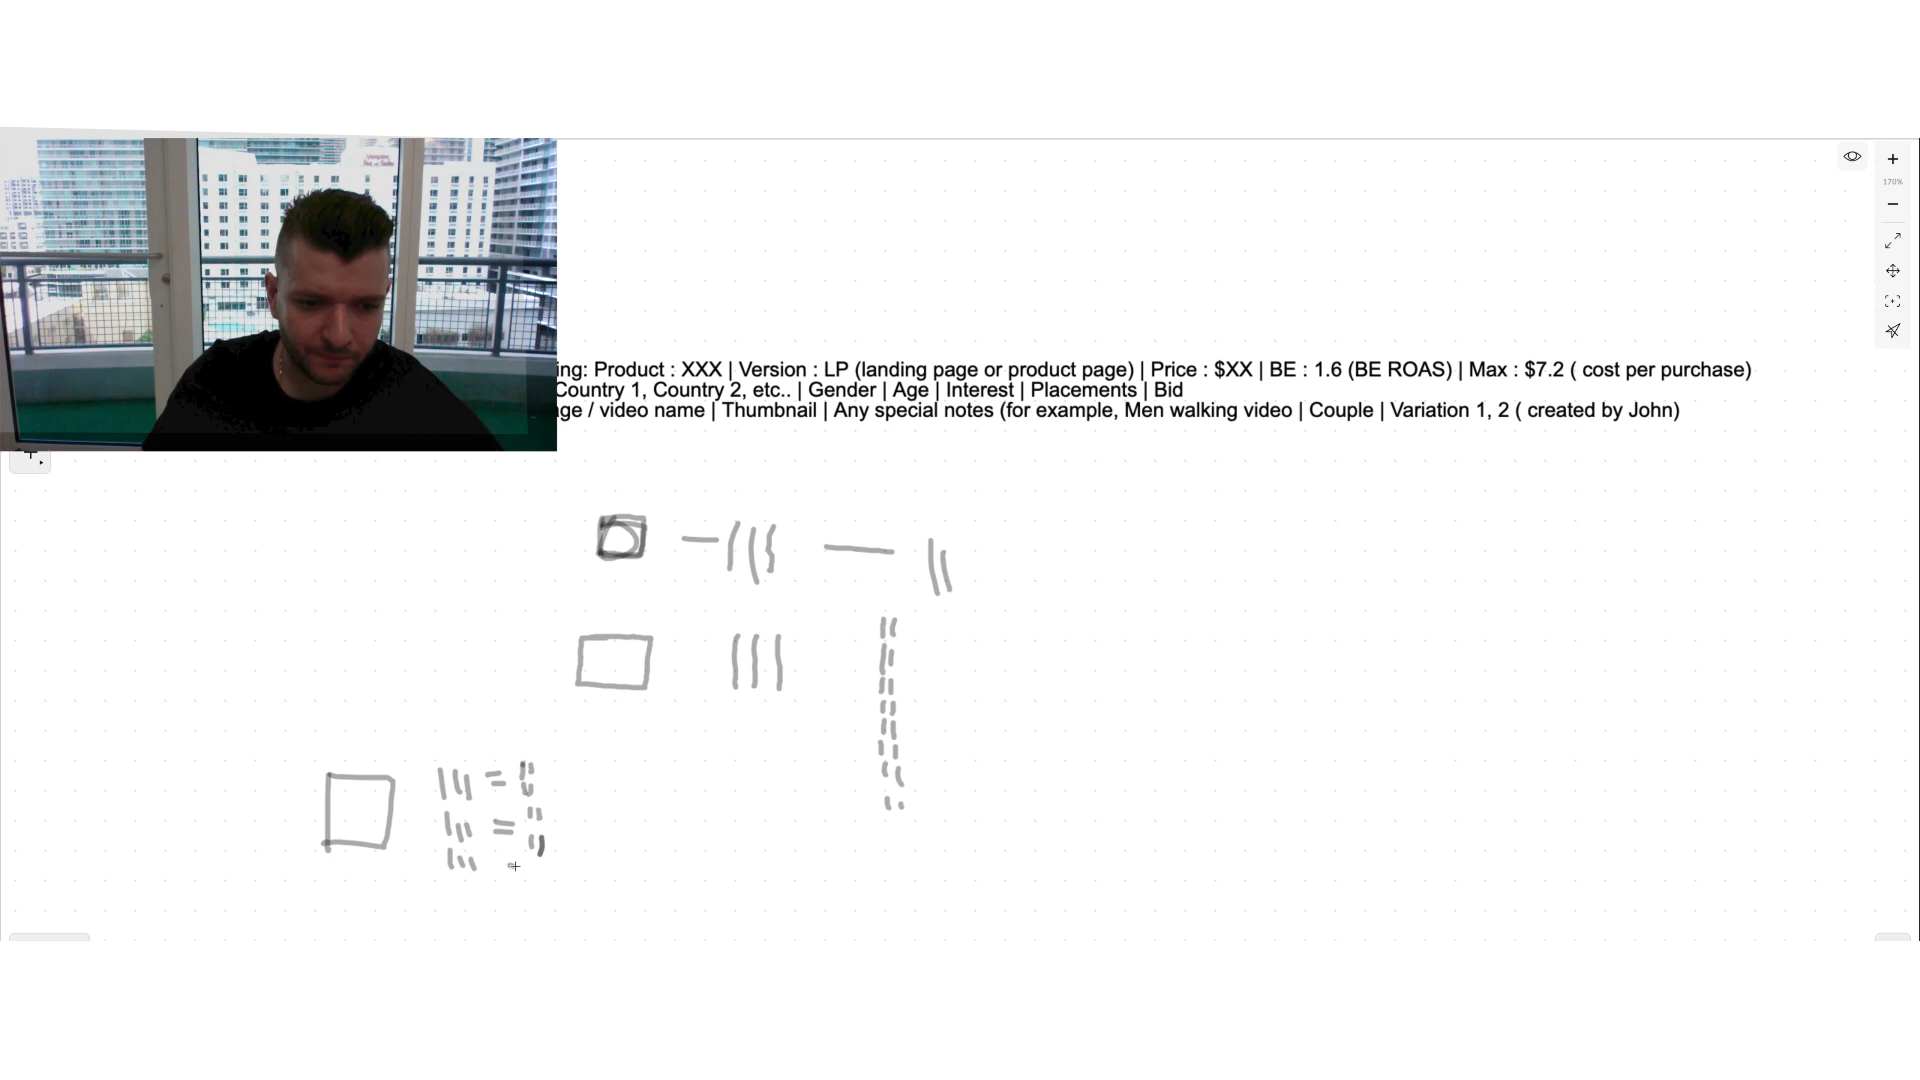 170%
ing: Product : XXX | Version : LP (landing page or product page) | Price : $XX | BE : 1.6 (BE ROAS) | Max : $7.2 ( cost per purchase)
Country 1, Country 2, etc.. | Gender | Age | Interest | Placements | Bid
ge / video name | Thumbnail | Any special notes (for example, Men walking video | Couple | Variation 1, 2 ( created by John)